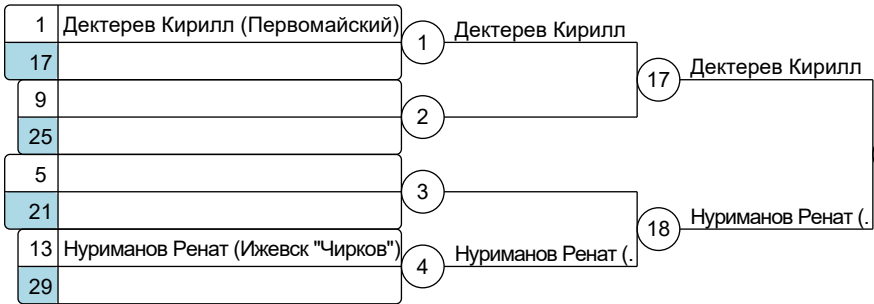 1 Дектерев Кирилл (Первомайский)
1 Дектерев Кирилл
17
17 Дектерев Кирилл
9
2
25
5
3
21
18 Нуриманов Ренат (.
13 Нуриманов Ренат (Ижевск "Чирков")
4 Нуриманов Ренат (.
29